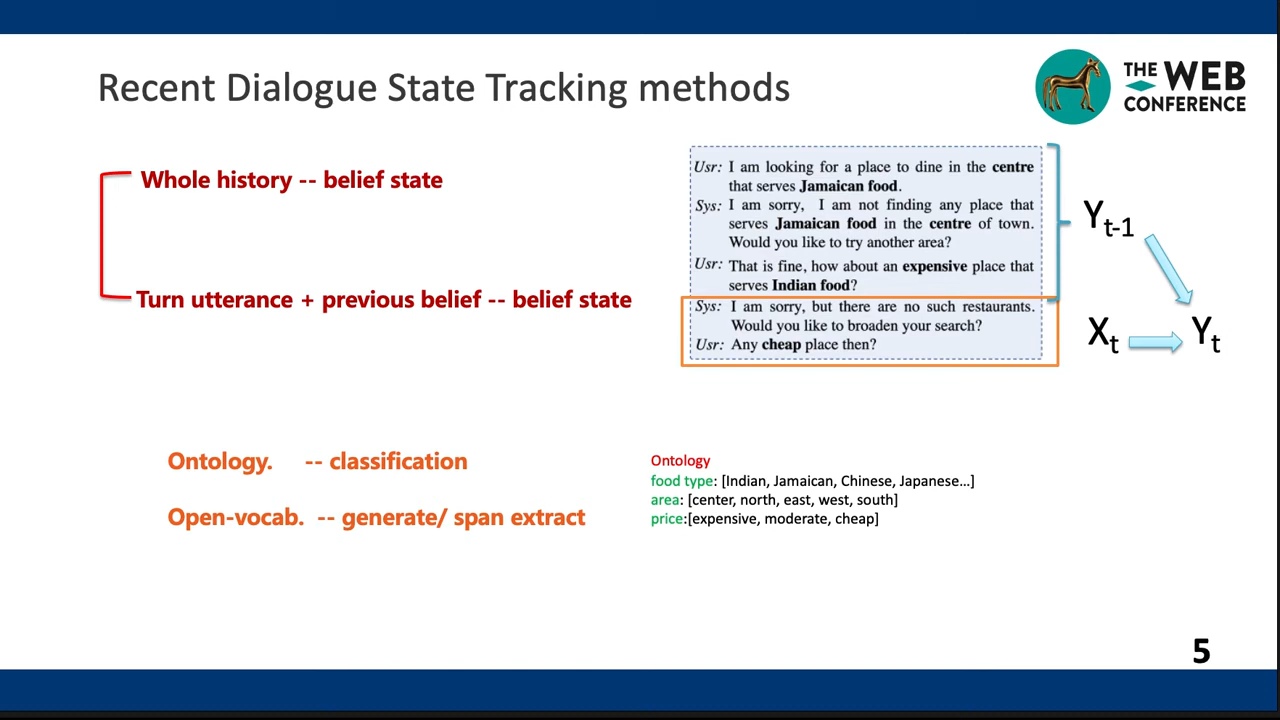 Recent Dialogue State Tracking methods
THE WEB
CONFERENCE
Whole history -- belief state
Turn utterance + previous belief -- belief state
Usr: I am looking for a place to dine in the centre
that serves Jamaican food.
Sys: I am sorry, I am not finding any place that
serves Jamaican food in the centre of town.
Would you like to try another area?
Usr: That is fine, how about an expensive place that
serves Indian food?
Sys: I am sorry, but there are no such restaurants.
Would you like to broaden your search?
Usr: Any cheap place then?
Yt-1
Xt
Yt
Ontology. -- classification
Open-vocab. -- generate/ span extract
Ontology
food type: [Indian, Jamaican, Chinese, Japanese...]
area: [center, north, east, west, south]
price:[expensive, moderate, cheap]
5